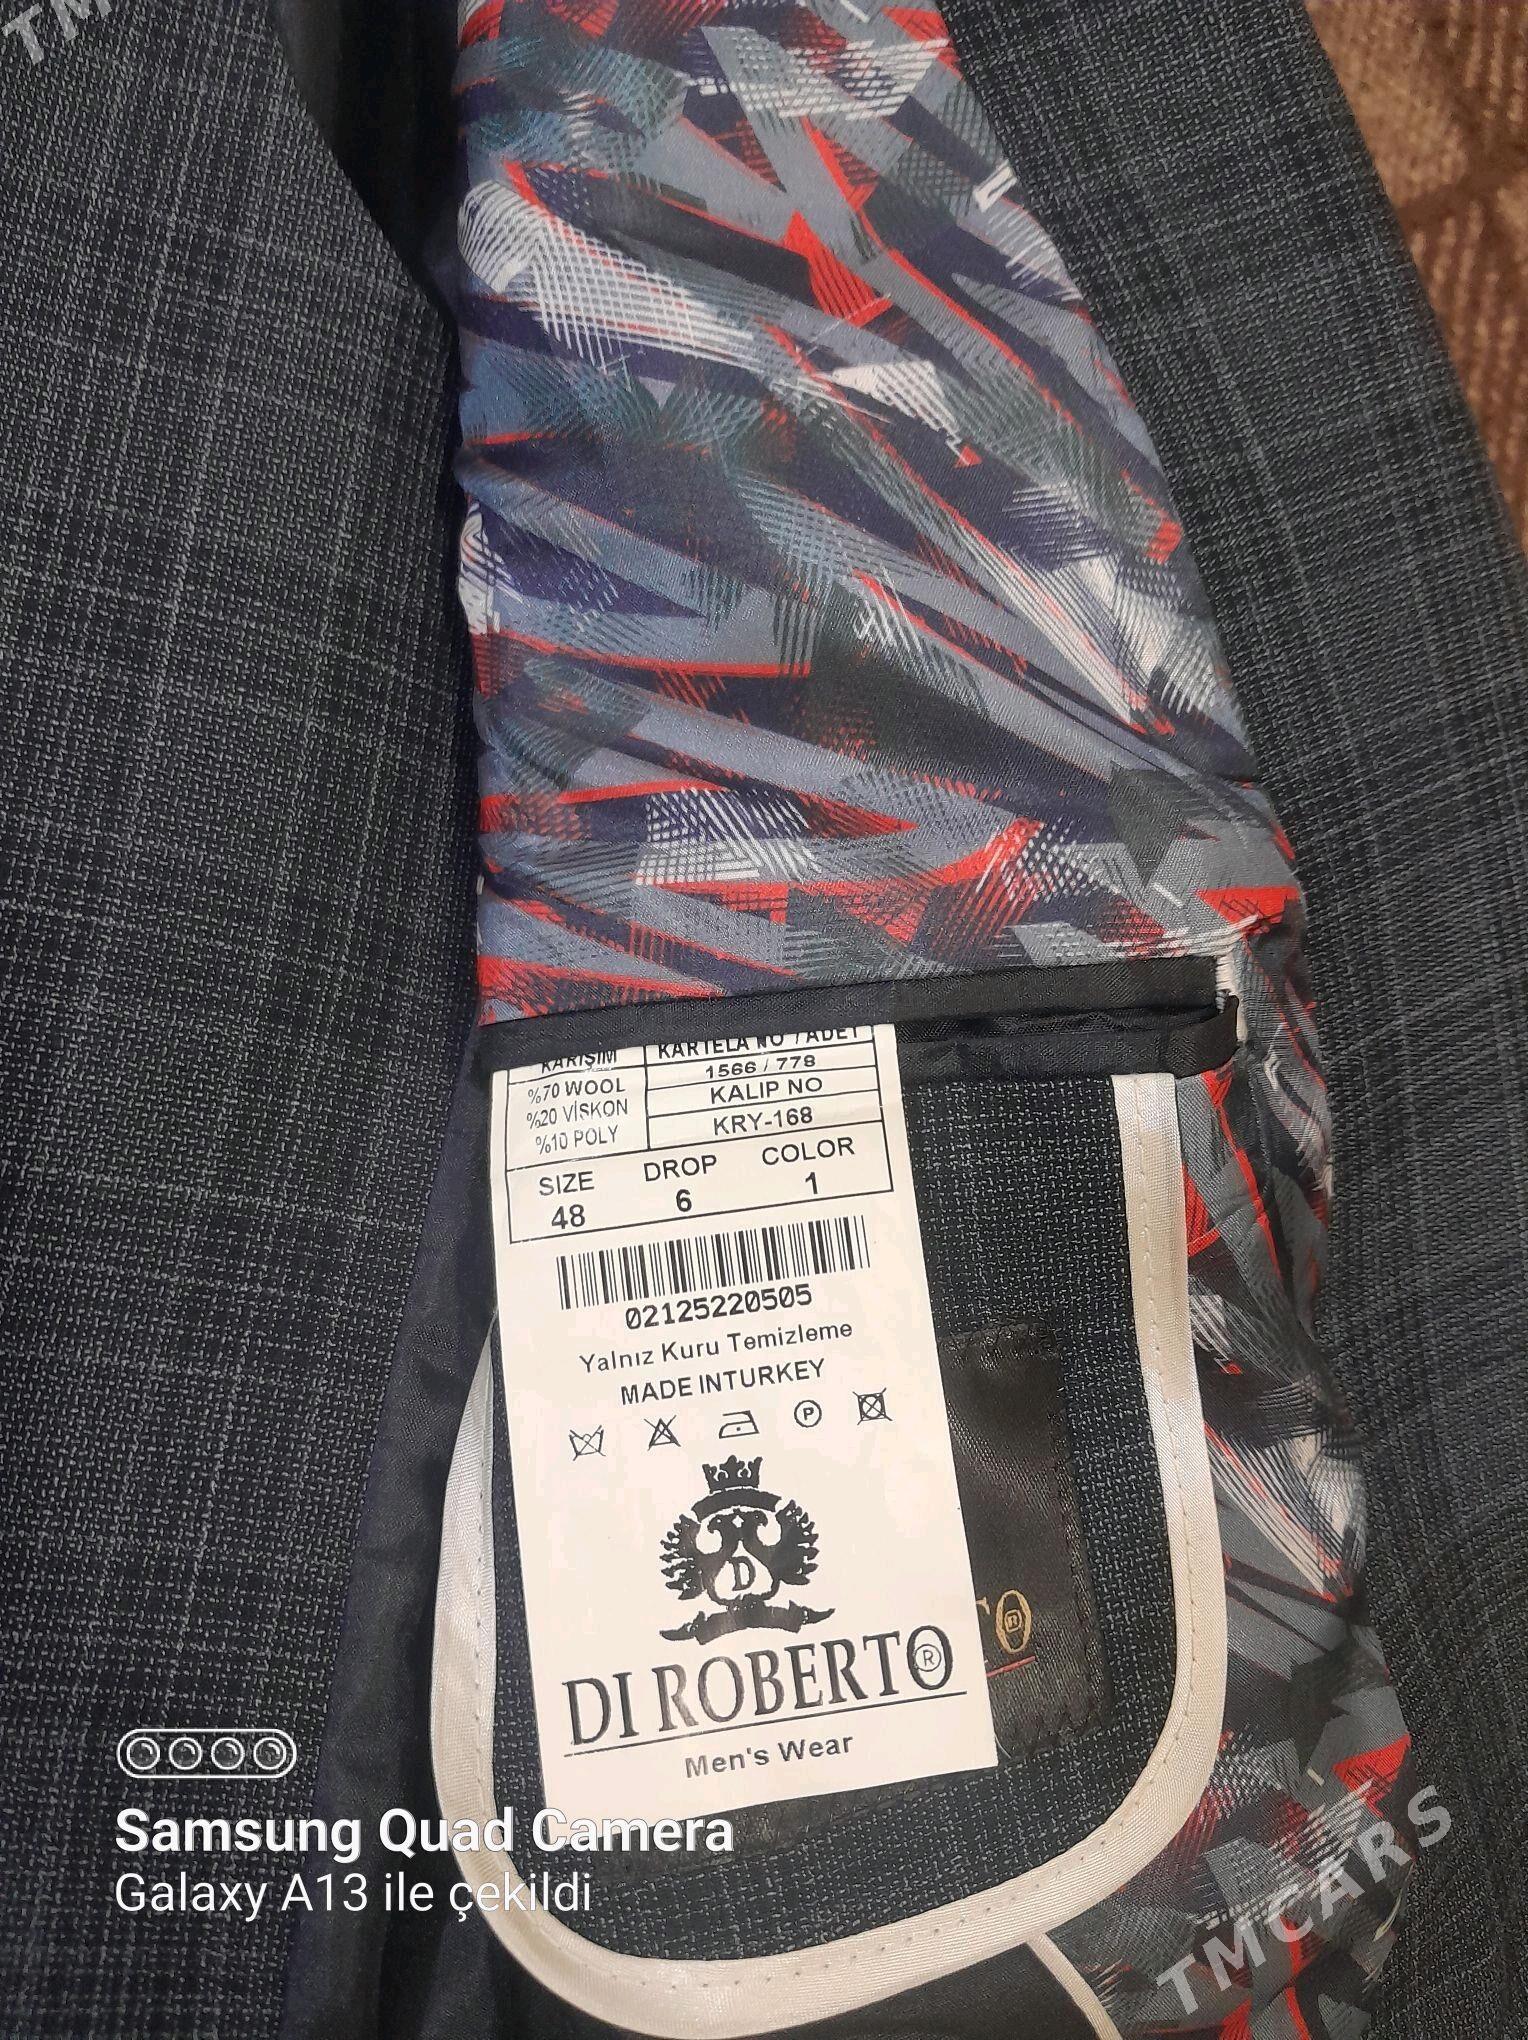 TM
KARIŞIM
KARTELA NO / ADET
1566 / 778
%70 WOOL
%20 VİSKON
%10 POLY
KALIP NO
KRY-168
SIZE DROP COLOR
48 6 1
02125220505
Yalnız Kuru Temizleme
MADE INTURKEY
P
D
DI ROBERTO ®
Men's Wear
TO ®
Samsung Quad Camera
Galaxy A13 ile çekildi
TMCARS